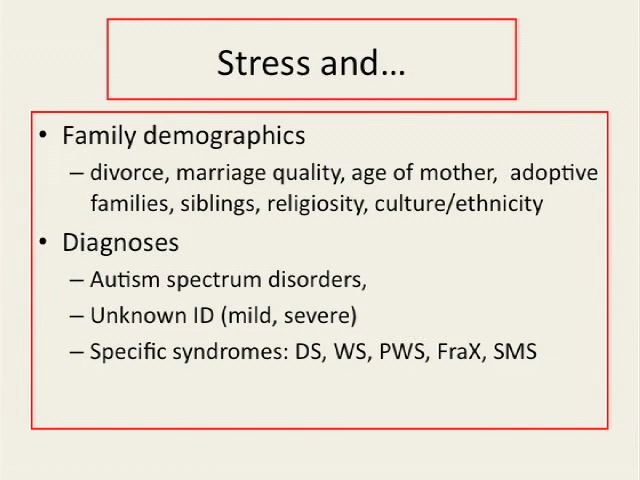 Stress and…
• Family demographics
– divorce, marriage quality, age of mother, adoptive
families, siblings, religiosity, culture/ethnicity
• Diagnoses
– Autism spectrum disorders,
– Unknown ID (mild, severe)
– Specific syndromes: DS, WS, PWS, FraX, SMS